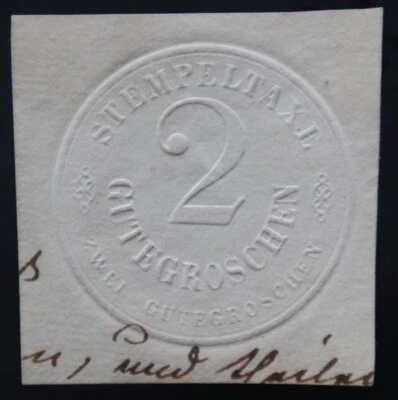 STEMPELTAXE
2
GUTEGROSCHEN
ZWEI GUTEGROSCHEN
und